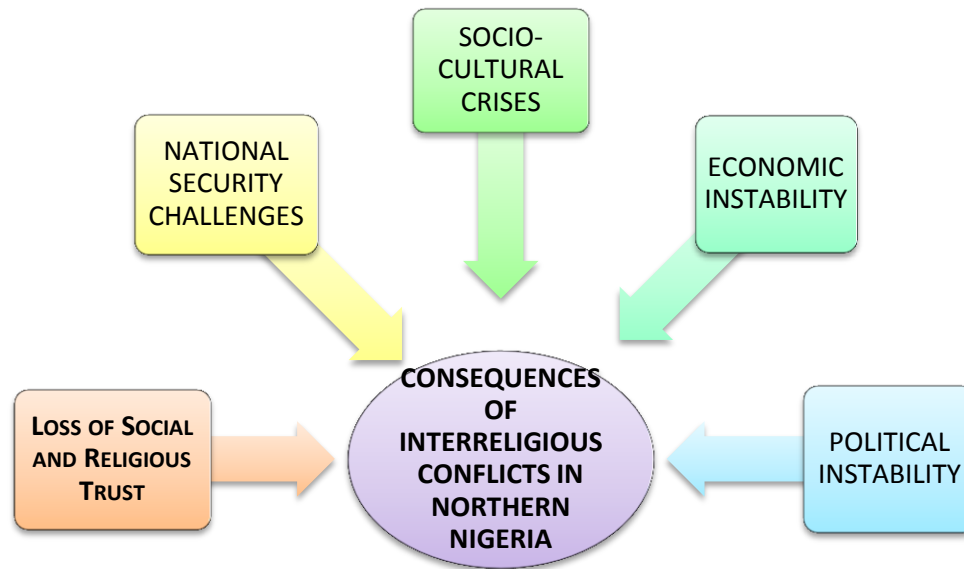 SOCIO-
CULTURAL
CRISES
NATIONAL
SECURITY
CHALLENGES
ECONOMIC
INSTABILITY
LOSS OF SOCIAL
AND RELIGIOUS
TRUST
CONSEQUENCES
OF
INTERRELIGIOUS
CONFLICTS IN
NORTHERN
NIGERIA
POLITICAL
INSTABILITY